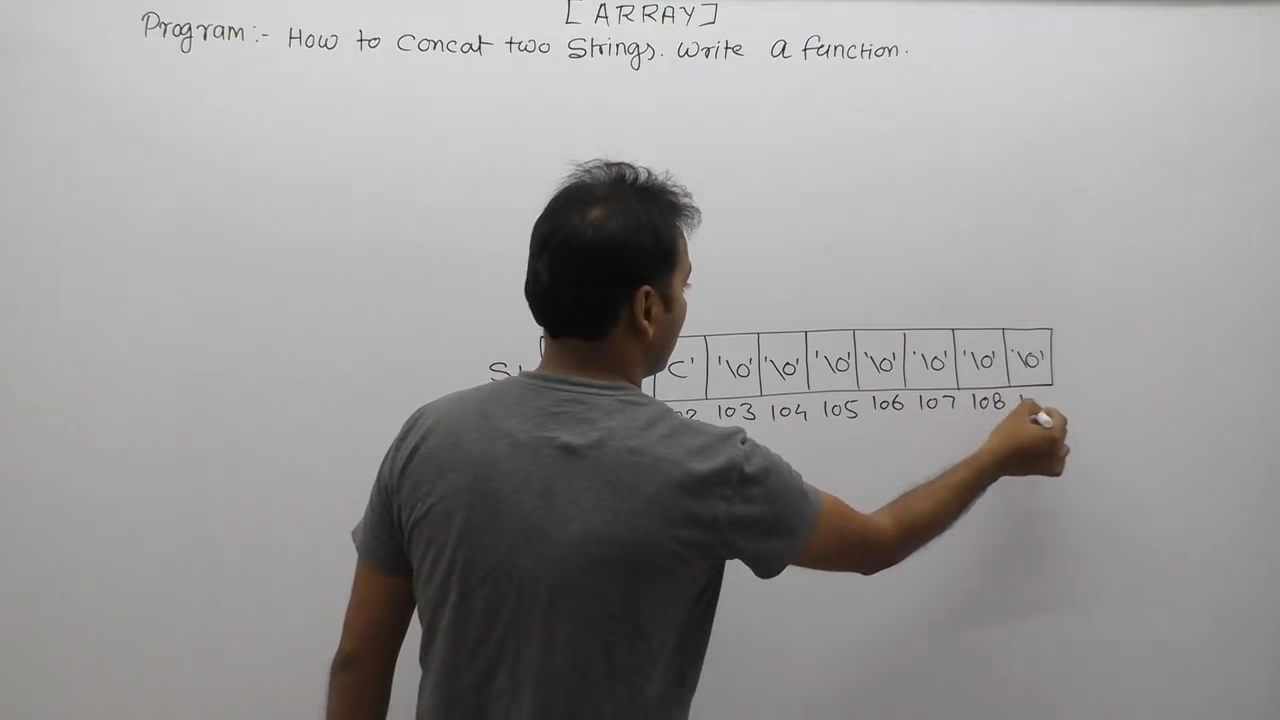 [ARRAY]
Program:- How to Concat two Strings. Write a function.
C' '\0' '\0' '\0' '\0' '\0' '\0' '\0'
103 104 105 106 107 108